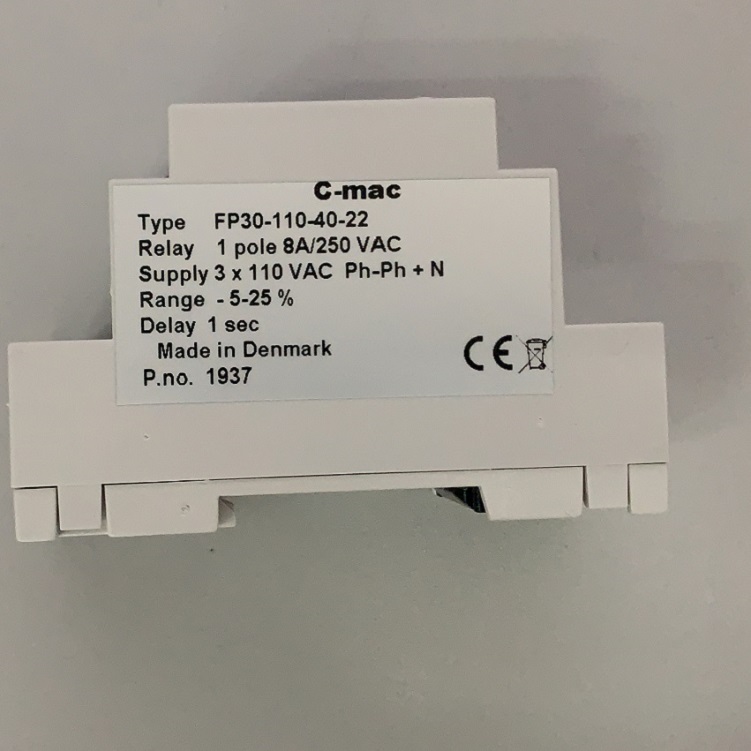 C-mac
Type FP30-110-40-22
Relay 1 pole 8A/250 VAC
Supply 3 x 110 VAC Ph-Ph + N
Range - 5-25 %
Delay 1 sec
Made in Denmark
P.no. 1937
CE